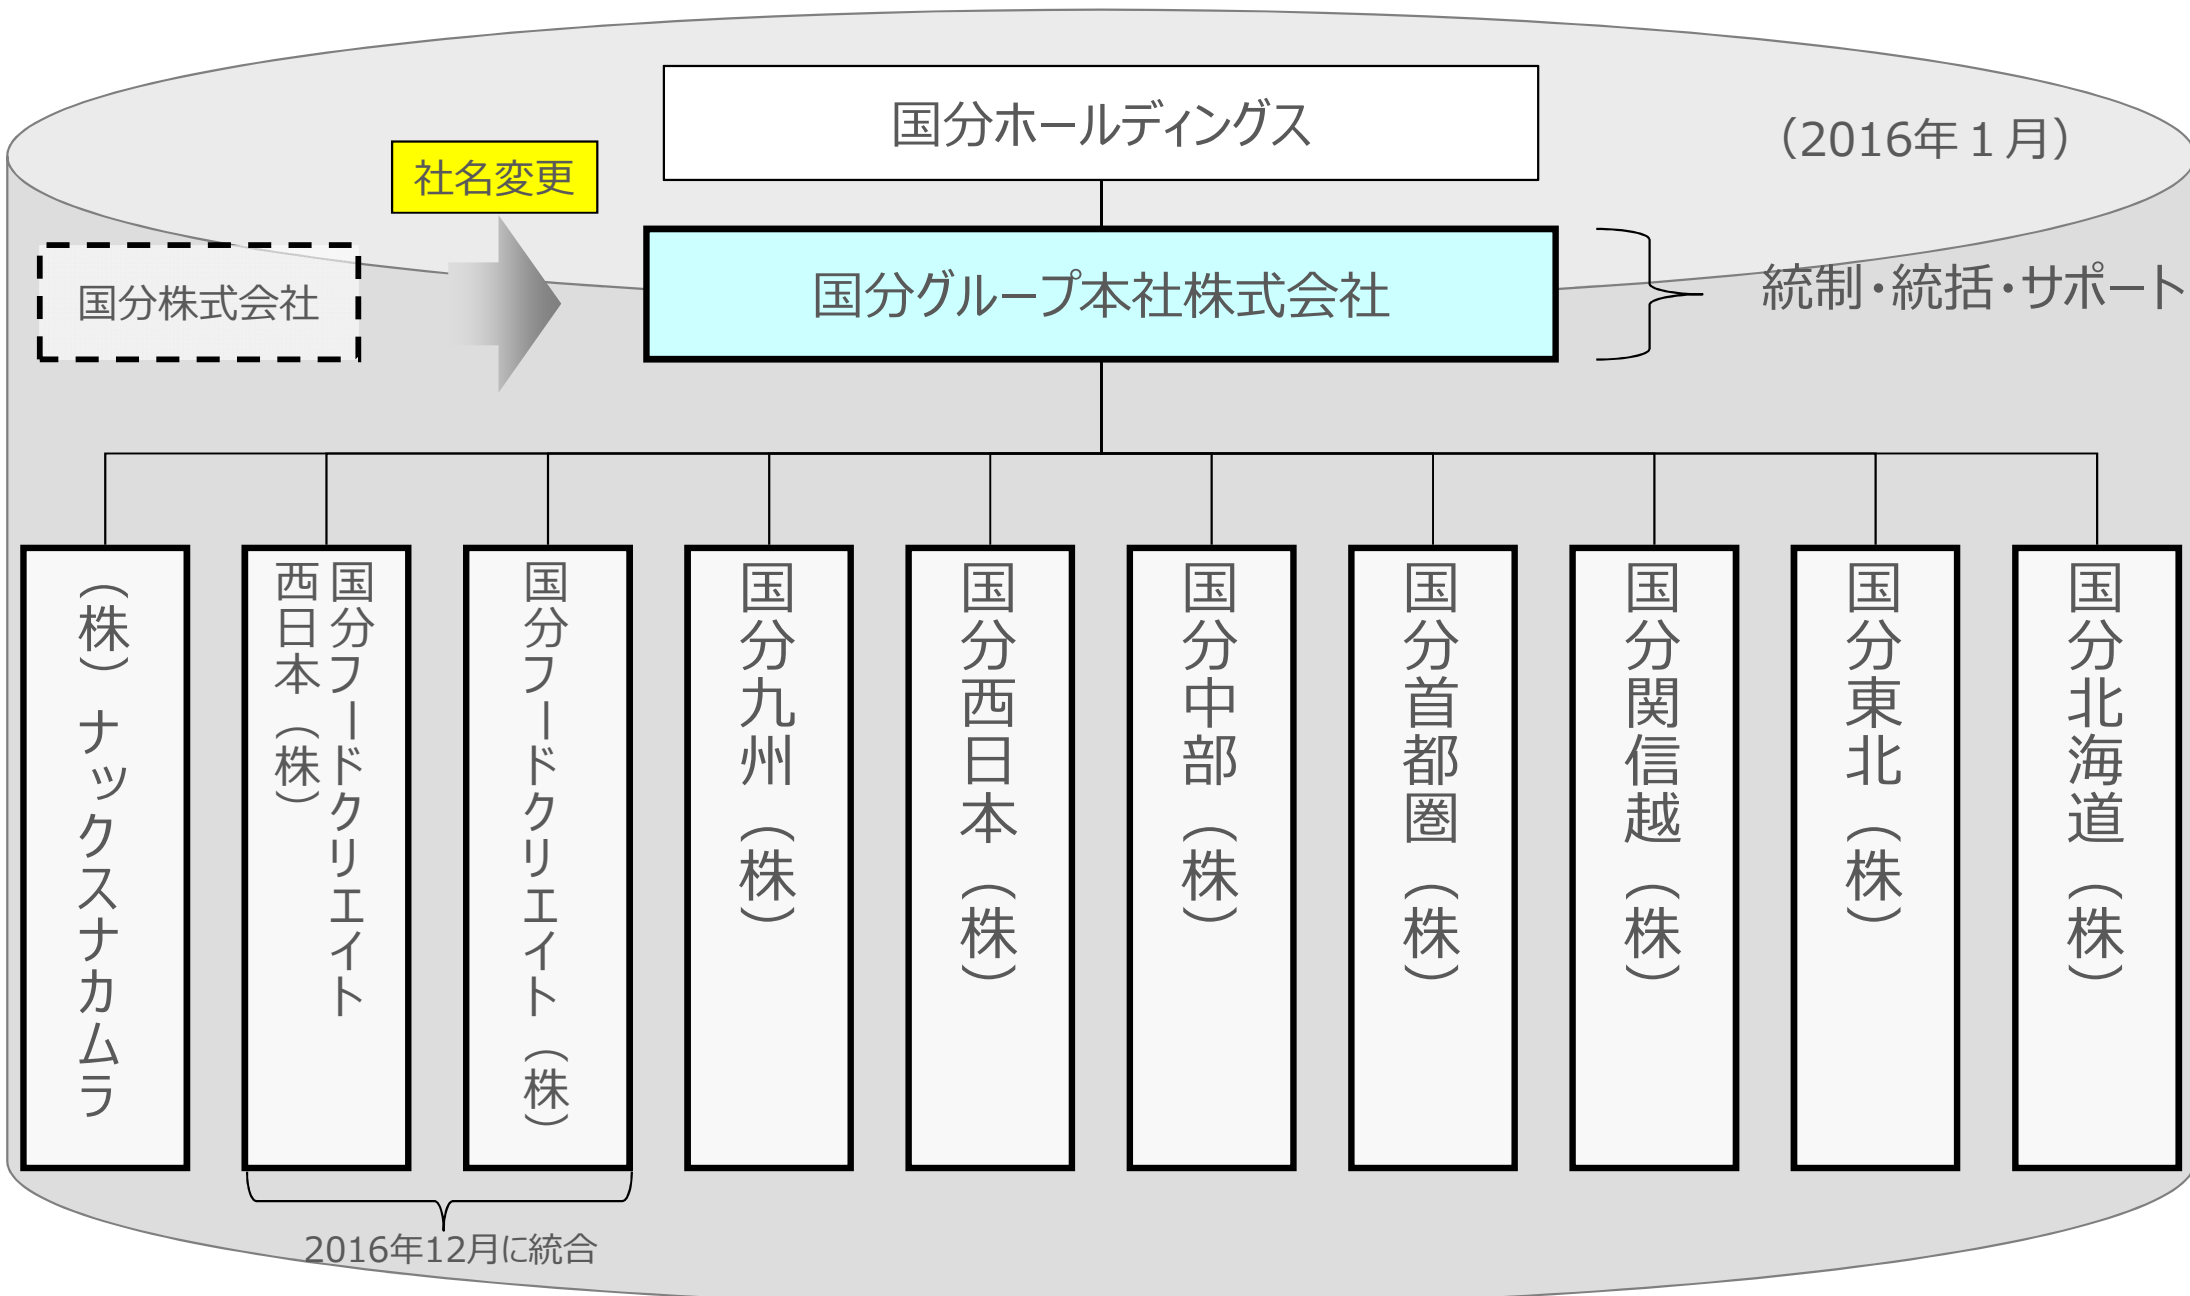 国分ホールディングス
（2016年１月）
社名変更
国分株式会社
国分グループ本社株式会社
統制・統括・サポート
（株）ナックスナカムラ
国分フードクリエイト
西日本（株）
国分フードクリエイト（株）
国分九州（株）
国分西日本（株）
国分中部（株）
国分首都圏（株）
国分関信越（株）
国分東北（株）
国分北海道（株）
2016年12月に統合